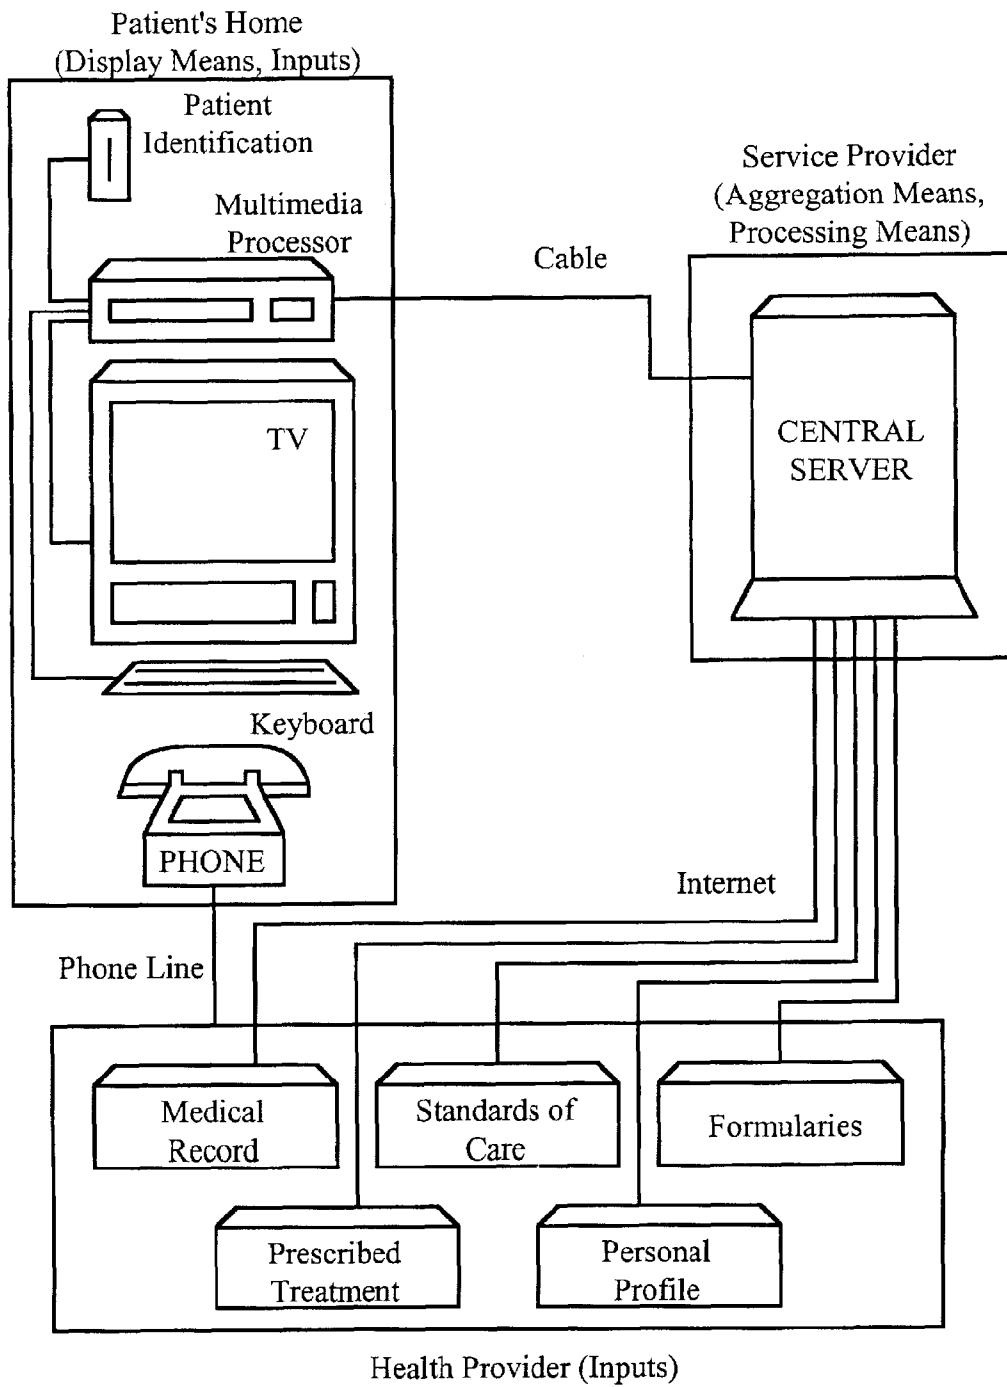 Patient's Home
(Display Means, Inputs)
Patient
Identification
Multimedia
Processor
TV
Keyboard
PHONE
Cable
Service Provider
(Aggregation Means,
Processing Means)
CENTRAL
SERVER
Internet
Phone Line
Medical
Record
Standards of
Care
Formularies
Prescribed
Treatment
Personal
Profile
Health Provider (Inputs)